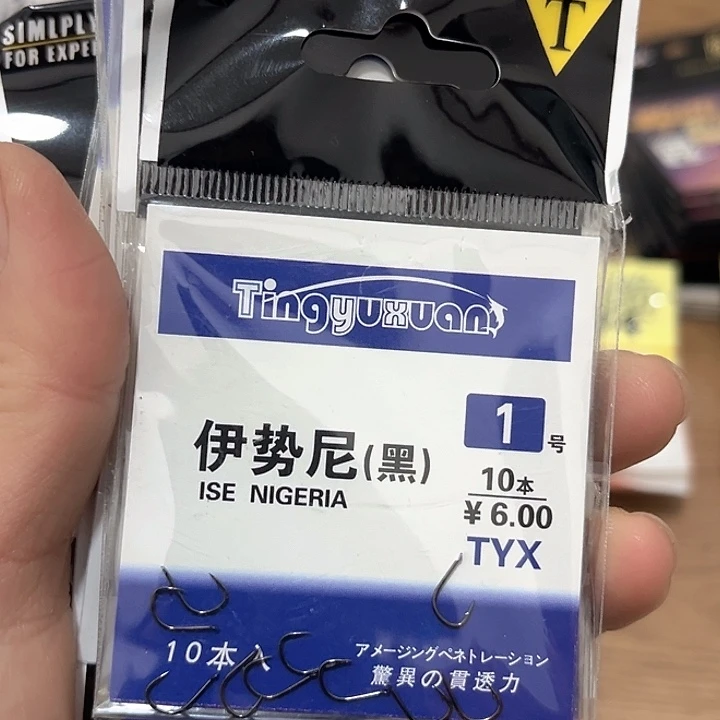 SIMLPLY
FOR EXPE
T
Tingyuxuan
1号
伊势尼(黑)
ISE NIGERIA
10本
¥6.00
TYX
10本入
アメージングペネトレーション
驚異の貫透力